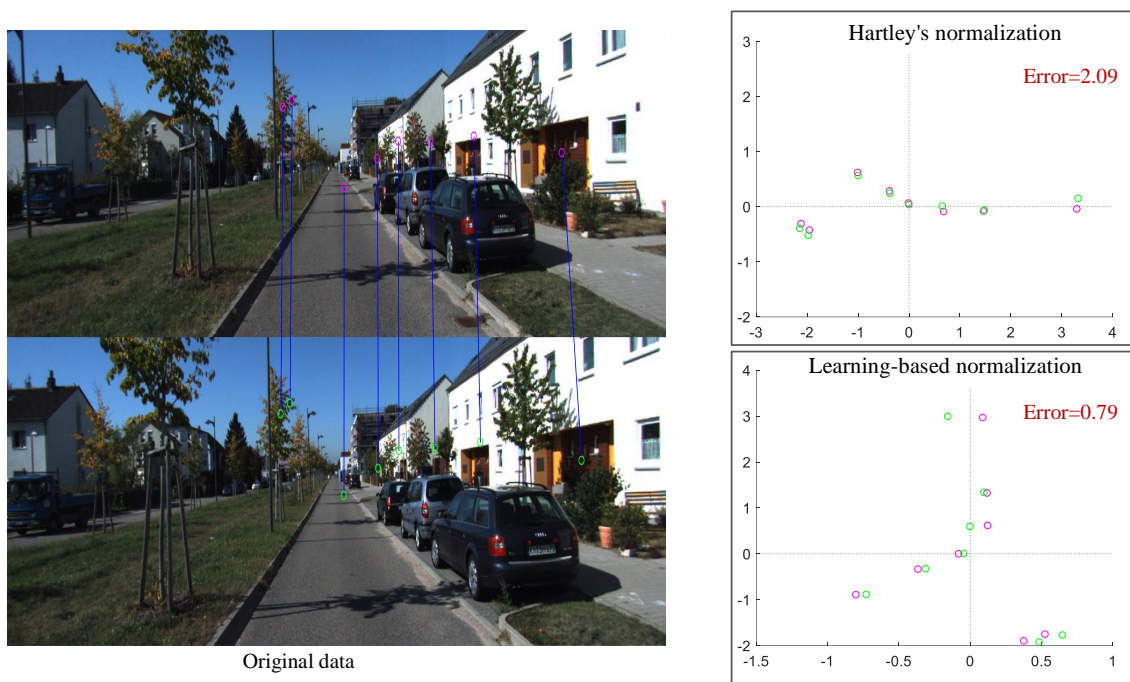 Original data
Hartley's normalization
Error=2.09
3
2
1
0
-1
-2
-3 -2 -1 0 1 2 3 4
Learning-based normalization
Error=0.79
4
3
2
1
0
-1
-2
-1.5 -1 -0.5 0 0.5 1